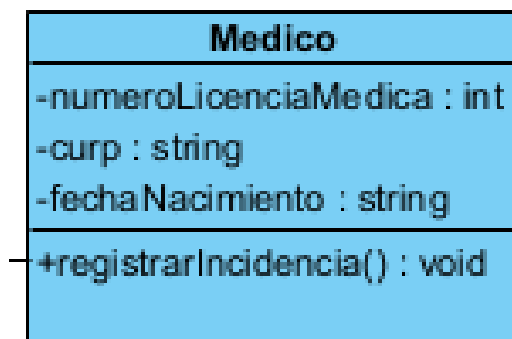 Medico
-numeroLicenciaMedica : int
-curp : string
-fechaNacimiento : string
+registrarIncidencia() : void